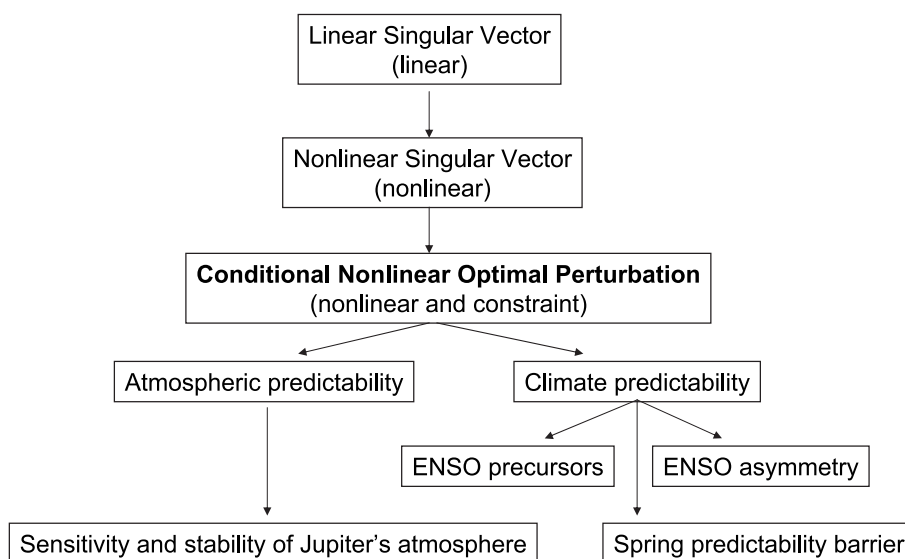 Linear Singular Vector
(linear)
Nonlinear Singular Vector
(nonlinear)
Conditional Nonlinear Optimal Perturbation
(nonlinear and constraint)
Atmospheric predictability
Climate predictability
ENSO precursors
ENSO asymmetry
Sensitivity and stability of Jupiter’s atmosphere
Spring predictability barrier